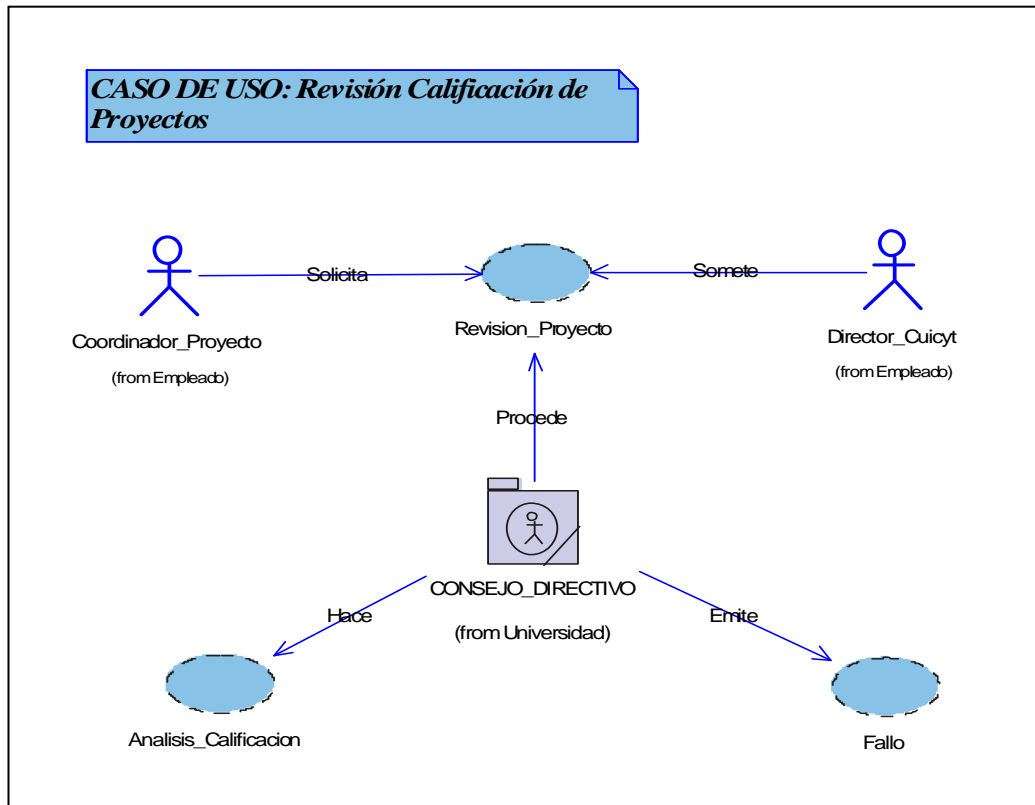 CASO DE USO: Revisión Calificación de
Proyectos
Solicita
Somete
Coordinador_Proyecto
(from Empleado)
Revision_Proyecto
Director_Cuicyt
(from Empleado)
Procede
CONSEJO_DIRECTIVO
(from Universidad)
Hace
Emite
Analisis_Calificacion
Fallo